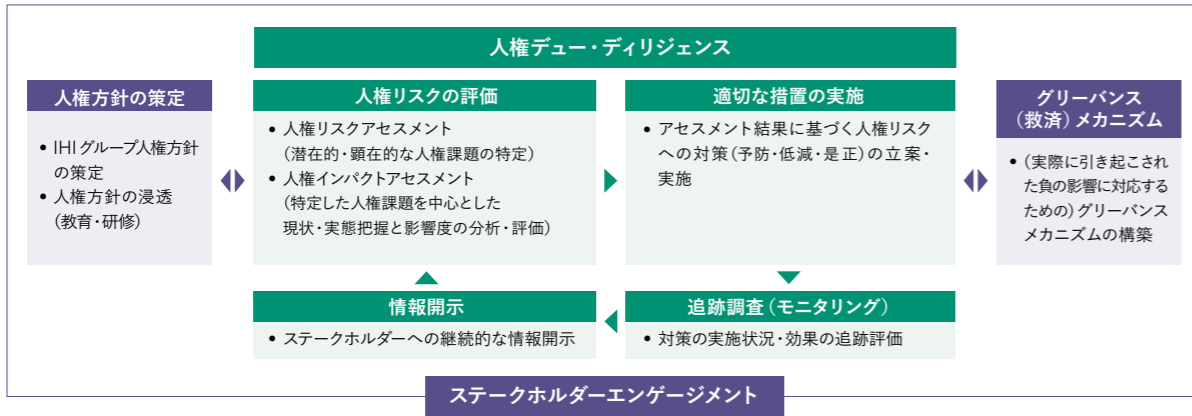 人権デュー・ディリジェンス
人権方針の策定
• IHIグループ人権方針
の策定
• 人権方針の浸透
(教育・研修)
人権リスクの評価
• 人権リスクアセスメント
(潜在的・顕在的な人権課題の特定)
• 人権インパクトアセスメント
(特定した人権課題を中心とした
現状・実態把握と影響度の分析・評価)
適切な措置の実施
• アセスメント結果に基づく人権リスク
への対策(予防・低減・是正)の立案・
実施
グリーバンス
(救済)メカニズム
• (実際に引き起こされ
た負の影響に対応する
ための)グリーバンス
メカニズムの構築
情報開示
• ステークホルダーへの継続的な情報開示
追跡調査(モニタリング)
• 対策の実施状況・効果の追跡評価
ステークホルダーエンゲージメント